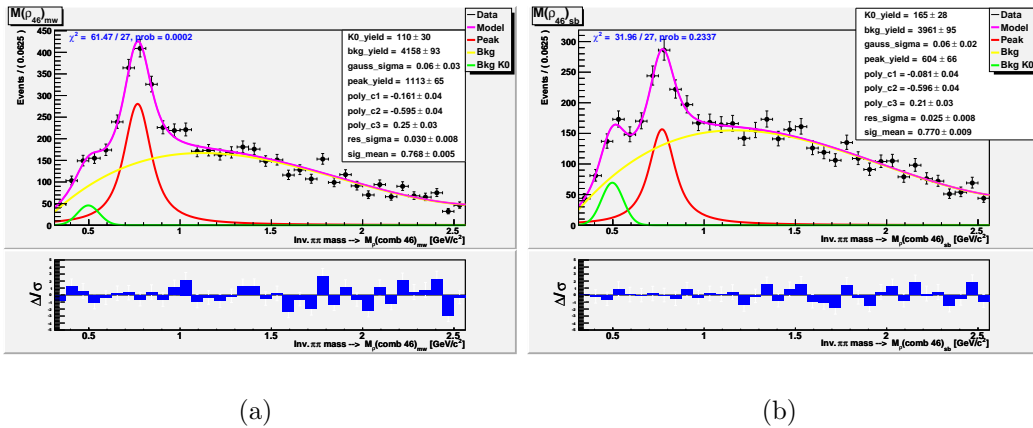 M(ρ46)mw
χ² = 61.47 / 27, prob = 0.0002
K0_yield = 110 ± 30
bkg_yield = 4158 ± 93
gauss_sigma = 0.06 ± 0.03
peak_yield = 1113 ± 65
poly_c1 = -0.161 ± 0.04
poly_c2 = -0.595 ± 0.04
poly_c3 = 0.25 ± 0.03
res_sigma = 0.030 ± 0.008
sig_mean = 0.768 ± 0.005
Data
Model
Peak
Bkg
Bkg K0
Events / ( 0.0625 )
450
400
350
300
250
200
150
100
50
0
0.5 1 1.5 2 2.5
Inv. ππ mass --> Mρ(comb 46)mw [GeV/c²]
Δ/σ
0.5 1 1.5 2 2.5
Inv. ππ mass --> Mρ(comb 46)mw [GeV/c²]
(a)
M(ρ46)sb
χ² = 31.96 / 27, prob = 0.2337
K0_yield = 165 ± 28
bkg_yield = 3961 ± 95
gauss_sigma = 0.06 ± 0.02
peak_yield = 604 ± 66
poly_c1 = -0.081 ± 0.04
poly_c2 = -0.596 ± 0.04
poly_c3 = 0.21 ± 0.03
res_sigma = 0.025 ± 0.008
sig_mean = 0.770 ± 0.009
Data
Model
Peak
Bkg
Bkg K0
Events / ( 0.0625 )
300
250
200
150
100
50
0
0.5 1 1.5 2 2.5
Inv. ππ mass --> Mρ(comb 46)sb [GeV/c²]
Δ/σ
0.5 1 1.5 2 2.5
Inv. ππ mass --> Mρ(comb 46)sb [GeV/c²]
(b)